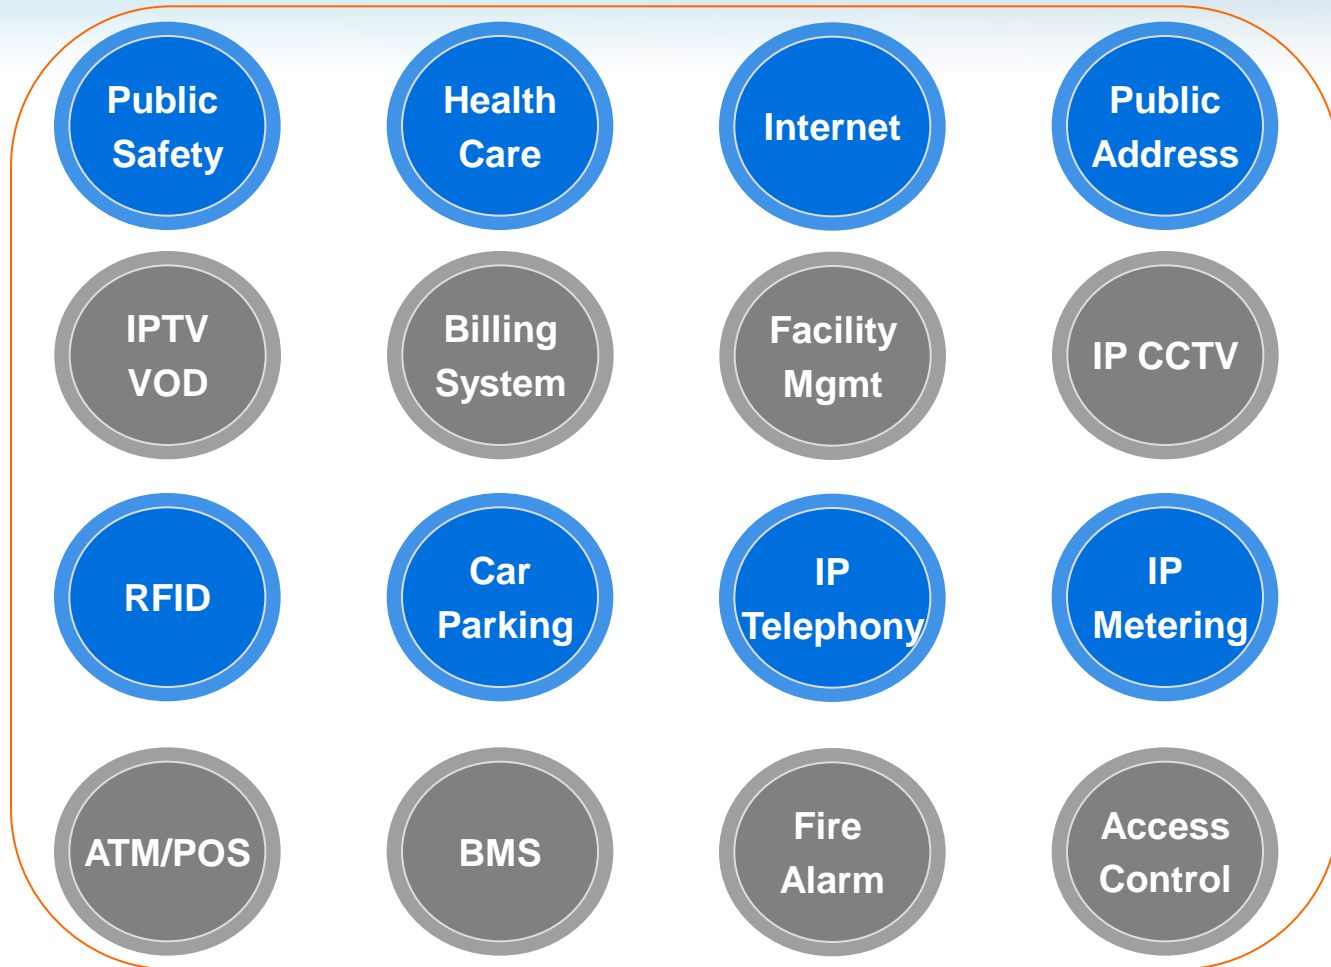 Public
Safety
Health
Care
Internet
Public
Address
IPTV
VOD
Billing
System
Facility
Mgmt
IP CCTV
RFID
Car
Parking
IP
Telephony
IP
Metering
ATM/POS
BMS
Fire
Alarm
Access
Control